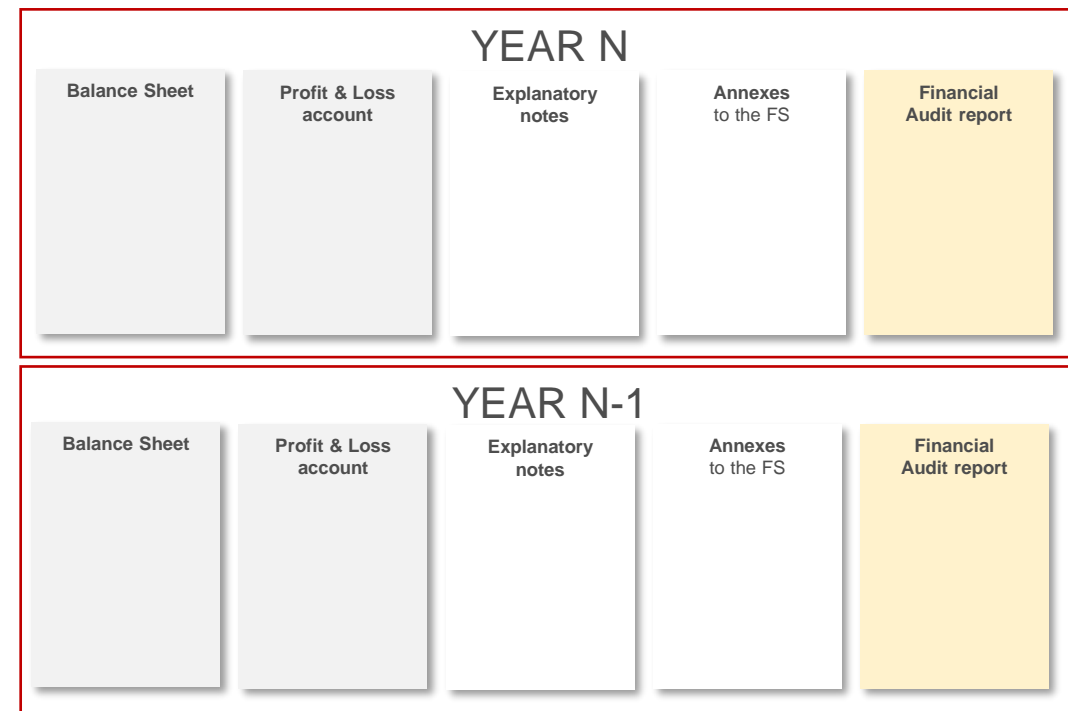 YEAR N
Balance Sheet
Profit & Loss
account
Explanatory
notes
Annexes
to the FS
Financial
Audit report
YEAR N-1
Balance Sheet
Profit & Loss
account
Explanatory
notes
Annexes
to the FS
Financial
Audit report